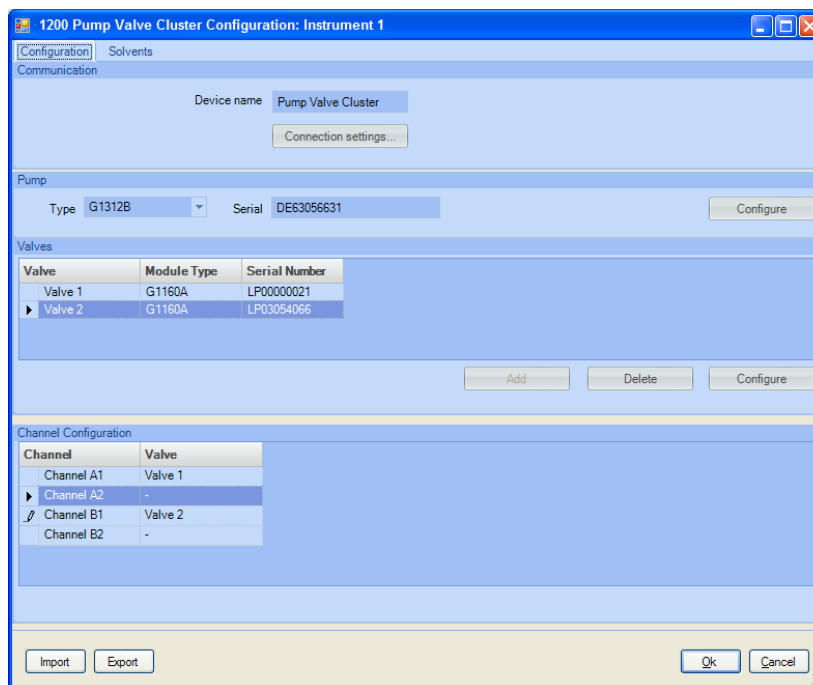 1200 Pump Valve Cluster Configuration: Instrument 1
Configuration Solvents
Communication
Device name Pump Valve Cluster
Connection settings...
Pump
Type G1312B Serial DE63056631 Configure
Valves
Valve Module Type Serial Number
Valve 1 G1160A LP00000021
Valve 2 G1160A LP03054066
Add Delete Configure
Channel Configuration
Channel Valve
Channel A1 Valve 1
Channel A2 -
Channel B1 Valve 2
Channel B2 -
Import Export Ok Cancel